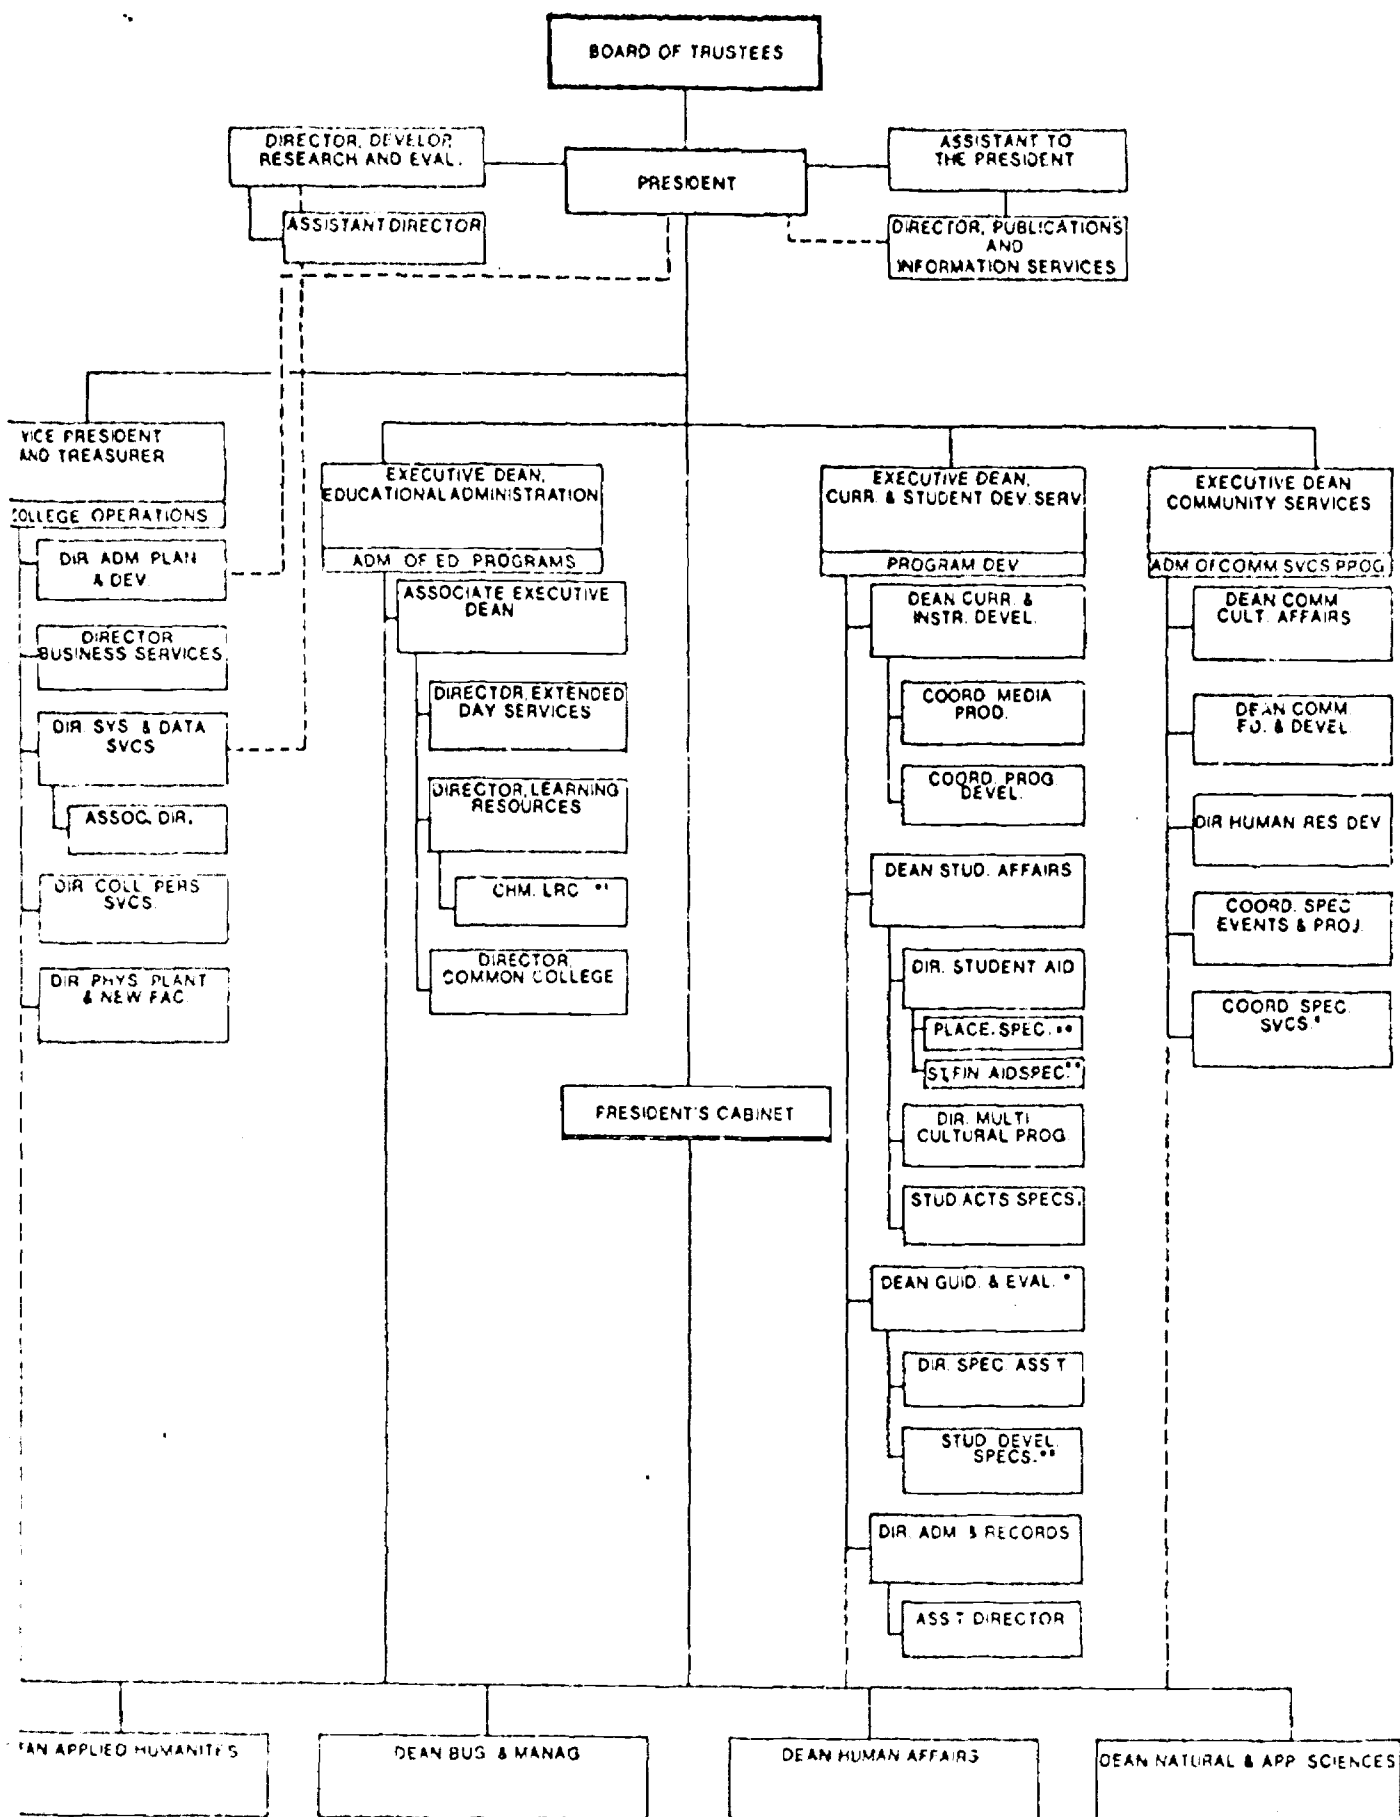 BOARD OF TRUSTEES
DIRECTOR, DEVELOP,
RESEARCH AND EVAL.
PRESIDENT
ASSISTANT TO
THE PRESIDENT
ASSISTANT DIRECTOR
DIRECTOR, PUBLICATIONS
AND
INFORMATION SERVICES
VICE PRESIDENT
AND TREASURER
COLLEGE OPERATIONS
DIR ADM PLAN
& DEV.
DIRECTOR
BUSINESS SERVICES
DIR. SYS & DATA
SVCS
ASSOC. DIR.
DIR COLL PERS
SVCS.
DIR PHYS PLANT
& NEW FAC.
EXECUTIVE DEAN,
EDUCATIONAL ADMINISTRATION
ADM OF ED PROGRAMS
ASSOCIATE EXECUTIVE
DEAN
DIRECTOR, EXTENDED
DAY SERVICES
DIRECTOR, LEARNING
RESOURCES
CHM. LRC **
DIRECTOR,
COMMON COLLEGE
PRESIDENT'S CABINET
EXECUTIVE DEAN,
CURR. & STUDENT DEV. SERV
PROGRAM DEV
DEAN CURR. &
INSTR. DEVEL.
COORD MEDIA
PROD.
COORD. PROG.
DEVEL.
DEAN STUD. AFFAIRS
DIR. STUDENT AID
PLACE. SPEC. **
ST. FIN AID SPEC. **
DIR. MULTI
CULTURAL PROG.
STUD ACTS SPECS.
DEAN GUID. & EVAL. *
DIR. SPEC. ASS'T
STUD DEVEL.
SPECS. **
DIR. ADM & RECORDS
ASS'T DIRECTOR
EXECUTIVE DEAN
COMMUNITY SERVICES
ADM OF COMM SVCS PROG
DEAN COMM
CULT. AFFAIRS
DEAN COMM.
ED. & DEVEL
DIR HUMAN RES DEV
COORD. SPEC
EVENTS & PROJ.
COORD SPEC.
SVCS. *
EAN APPLIED HUMANITES
DEAN BUS & MANAG
DEAN HUMAN AFFAIRS
DEAN NATURAL & APP SCIENCES